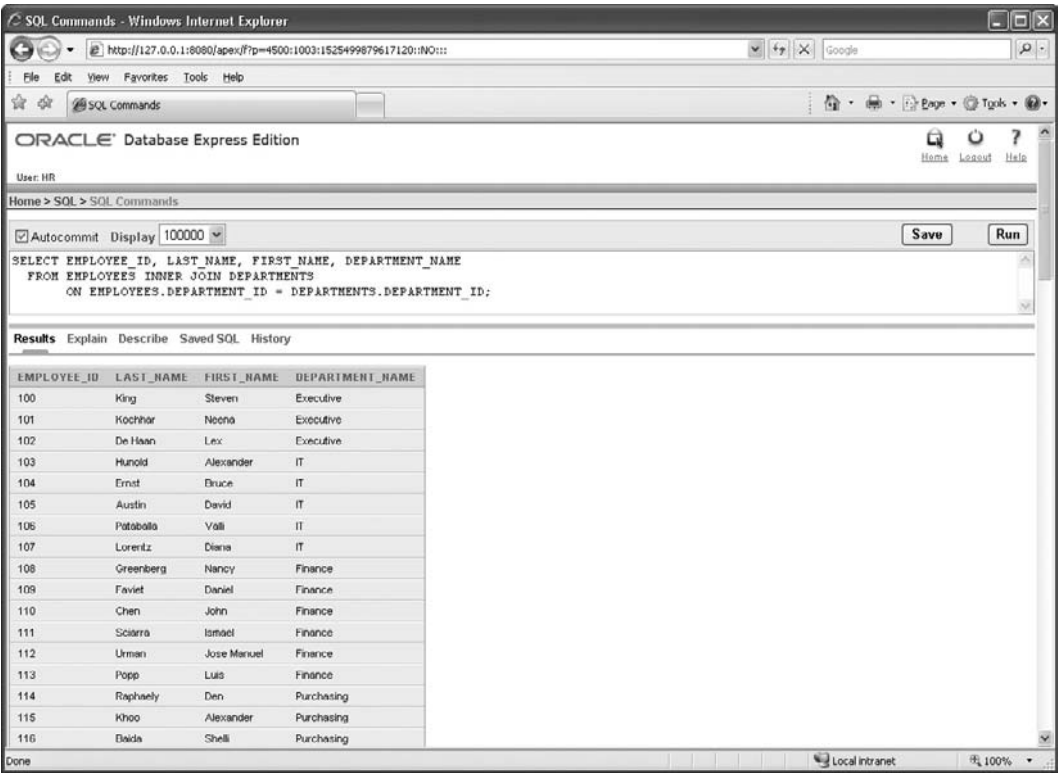 SQL Commands - Windows Internet Explorer
http://127.0.0.1:8080/apex/f?p=4500:1003:1525499879617120::NO:::
Google
File Edit View Favorites Tools Help
SQL Commands
Page Tools
ORACLE Database Express Edition
Home Logout Help
User: HR
Home > SQL > SQL Commands
Autocommit Display 100000 Save Run
SELECT EMPLOYEE_ID, LAST_NAME, FIRST_NAME, DEPARTMENT_NAME
FROM EMPLOYEES INNER JOIN DEPARTMENTS
ON EMPLOYEES.DEPARTMENT_ID = DEPARTMENTS.DEPARTMENT_ID;
Results Explain Describe Saved SQL History
EMPLOYEE_ID LAST_NAME FIRST_NAME DEPARTMENT_NAME
100 King Steven Executive
101 Kochhar Neena Executive
102 De Haan Lex Executive
103 Hunold Alexander IT
104 Ernst Bruce IT
105 Austin David IT
106 Pataballa Valli IT
107 Lorentz Diana IT
108 Greenberg Nancy Finance
109 Faviet Daniel Finance
110 Chen John Finance
111 Sciarra Ismael Finance
112 Urman Jose Manuel Finance
113 Popp Luis Finance
114 Raphaely Den Purchasing
115 Khoo Alexander Purchasing
116 Baida Shelli Purchasing
Done Local intranet 100%